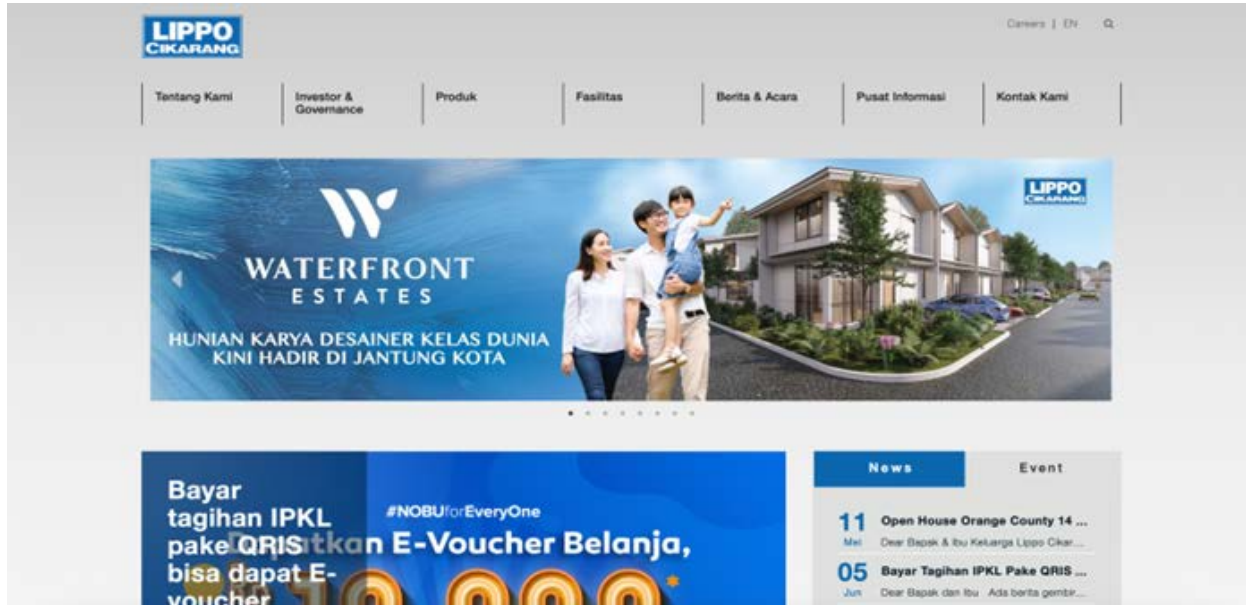 LIPPO
CIKARANG
Careers | EN
Tentang Kami
Investor &
Governance
Produk
Fasilitas
Berita & Acara
Pusat Informasi
Kontak Kami
LIPPO
CIKARANG
WATERFRONT
ESTATES
HUNIAN KARYA DESAINER KELAS DUNIA
KINI HADIR DI JANTUNG KOTA
Bayar
tagihan IPKL
pake QRIS
bisa dapat E-
voucher
#NOBUforEveryOne
Dapatkan E-Voucher Belanja,
News
Event
11 Open House Orange County 14 ...
Mei Dear Bapak & Ibu Keluarga Lippo Cikar...
05 Bayar Tagihan IPKL Pake QRIS ...
Jun Dear Bapak dan Ibu Ada berita gembir...